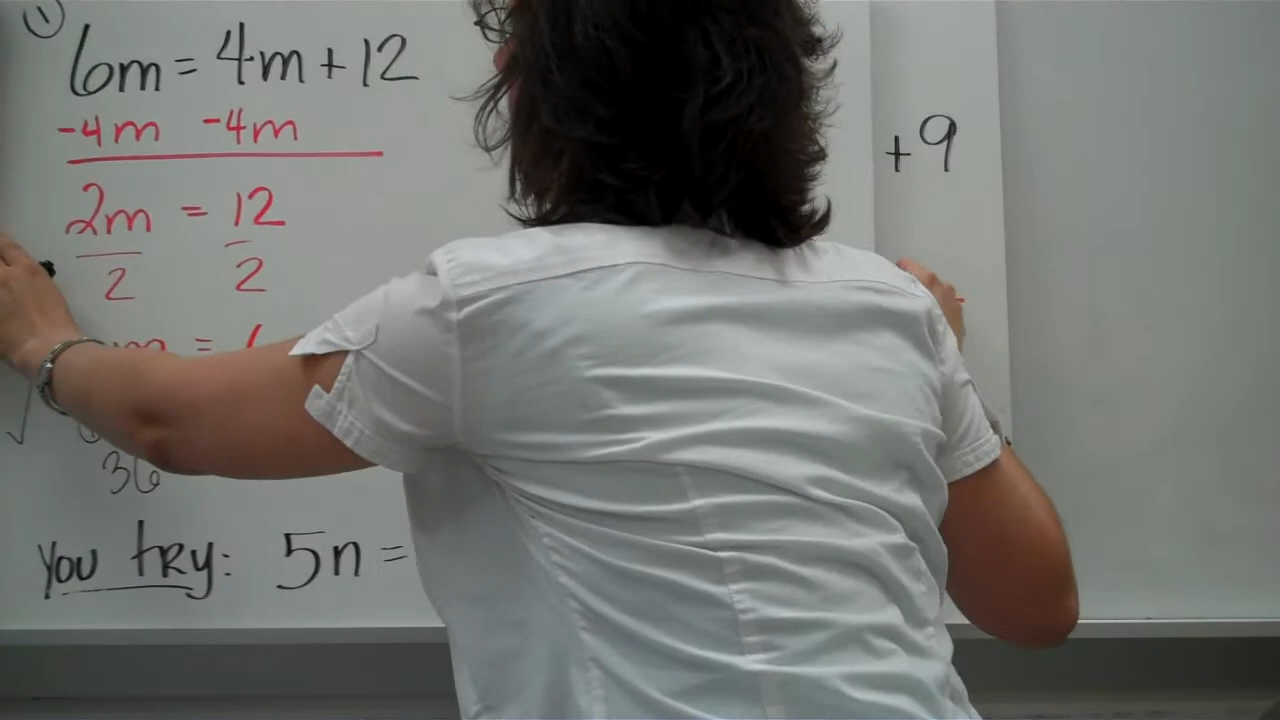 ① 6m = 4m + 12
-4m -4m
2m = 12
2 2
m =
36
You try: 5n =
+9